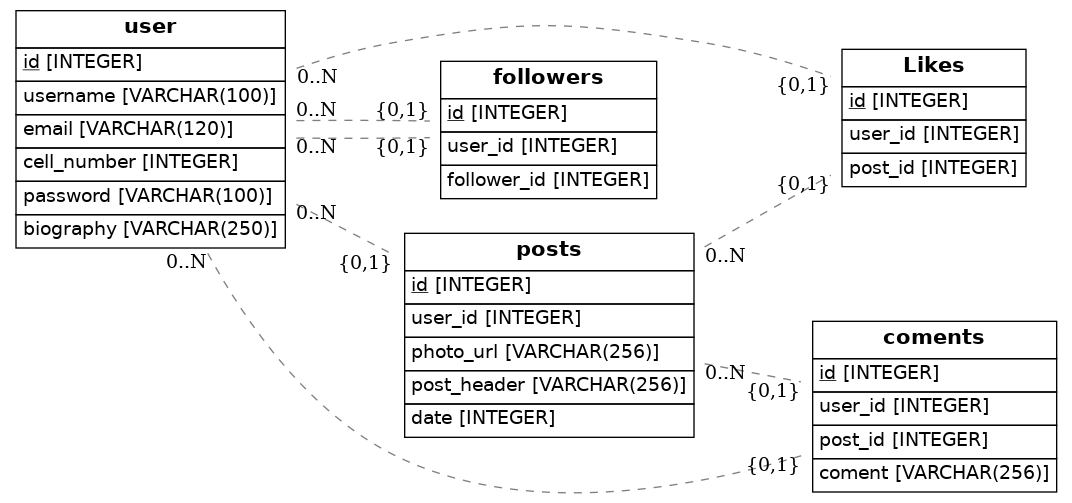 user
id [INTEGER]
username [VARCHAR(100)]
email [VARCHAR(120)]
cell_number [INTEGER]
password [VARCHAR(100)]
biography [VARCHAR(250)]
0..N
0..N
0..N
0..N
0..N
{0,1}
{0,1}
{0,1}
followers
id [INTEGER]
user_id [INTEGER]
follower_id [INTEGER]
posts
id [INTEGER]
user_id [INTEGER]
photo_url [VARCHAR(256)]
post_header [VARCHAR(256)]
date [INTEGER]
0..N
0..N
{0,1}
{0,1}
Likes
id [INTEGER]
user_id [INTEGER]
post_id [INTEGER]
{0,1}
{0,1}
coments
id [INTEGER]
user_id [INTEGER]
post_id [INTEGER]
coment [VARCHAR(256)]